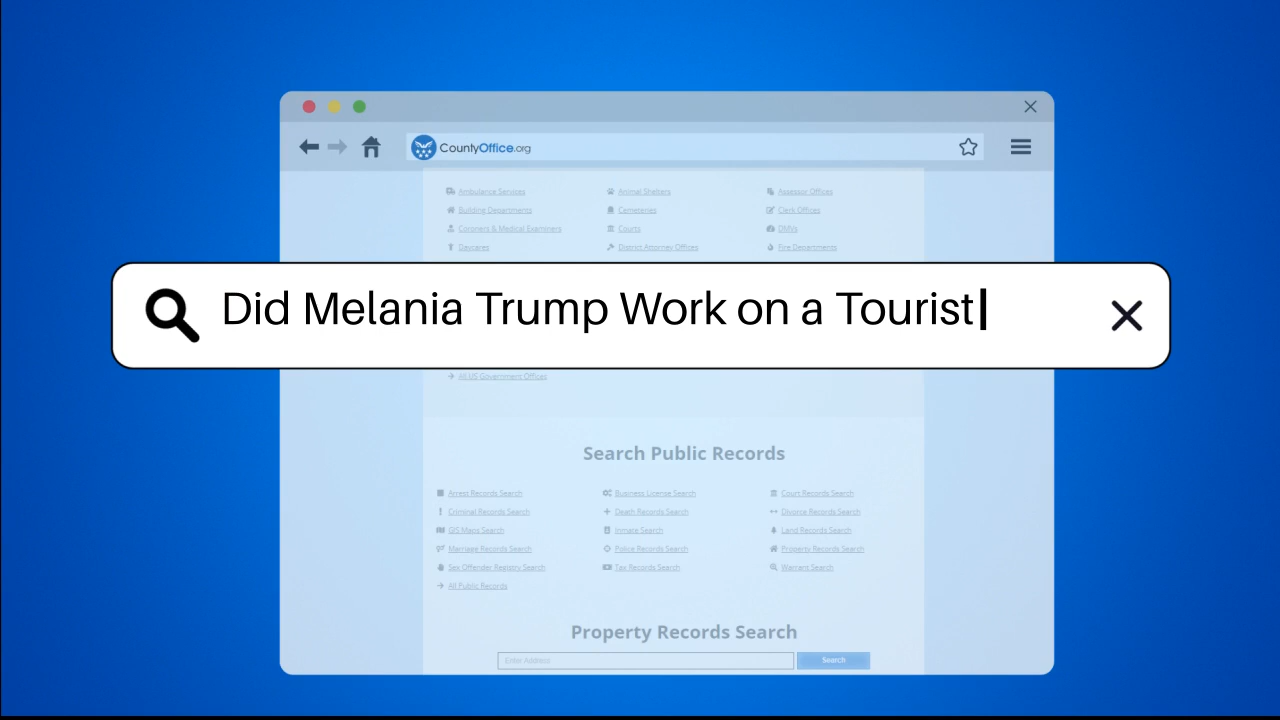 CountyOffice.org
Ambulance Services Animal Shelters Assessor Offices
Building Departments Cemeteries Clerk Offices
Coroners & Medical Examiners Courts DMVs
Daycares District Attorney Offices Fire Departments
Did Melania Trump Work on a Tourist
All US Government Offices
Search Public Records
Arrest Records Search Business License Search Court Records Search
Criminal Records Search Death Records Search Divorce Records Search
GIS Maps Search Inmate Search Land Records Search
Marriage Records Search Police Records Search Property Records Search
Sex Offender Registry Search Tax Records Search Warrant Search
All Public Records
Property Records Search
Enter Address Search